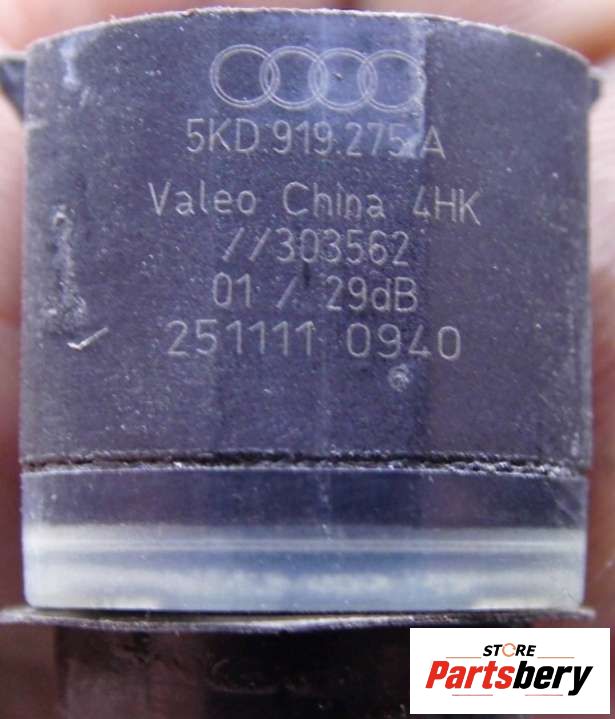 5KD.919.275.A
Valeo China 4HK
//303562
01 / 29dB
251111 0940
STORE
Partsbery